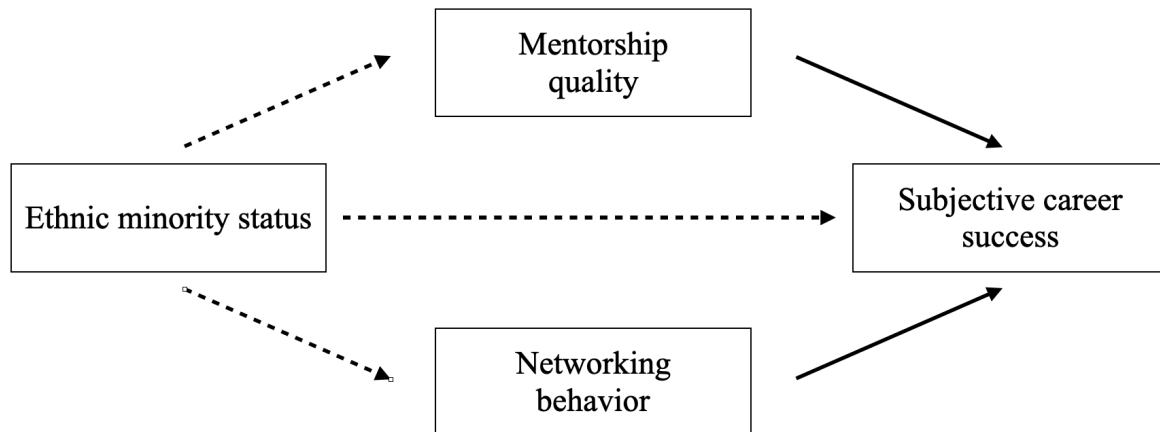 Mentorship
quality
Ethnic minority status
Subjective career
success
Networking
behavior